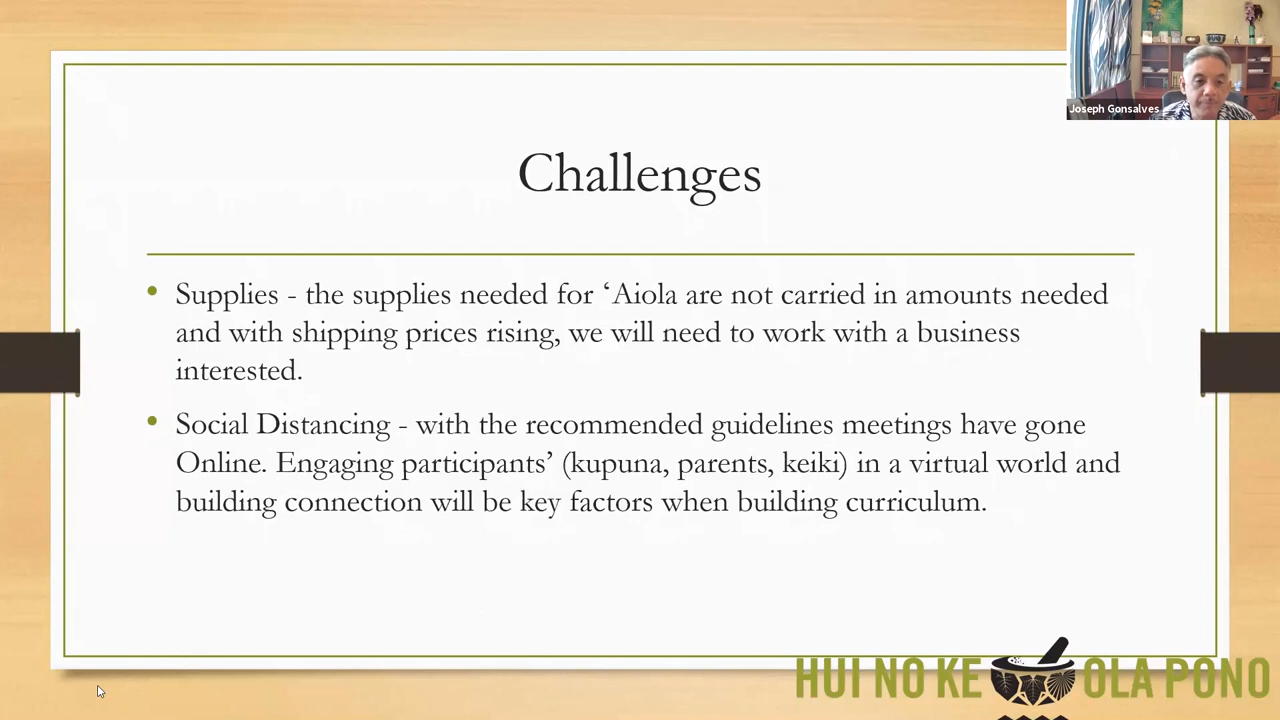 Joseph Gonsalves
Challenges
• Supplies - the supplies needed for ‘Aiola are not carried in amounts needed
and with shipping prices rising, we will need to work with a business
interested.
• Social Distancing - with the recommended guidelines meetings have gone
Online. Engaging participants’ (kupuna, parents, keiki) in a virtual world and
building connection will be key factors when building curriculum.
HUI NO KE OLA PONO